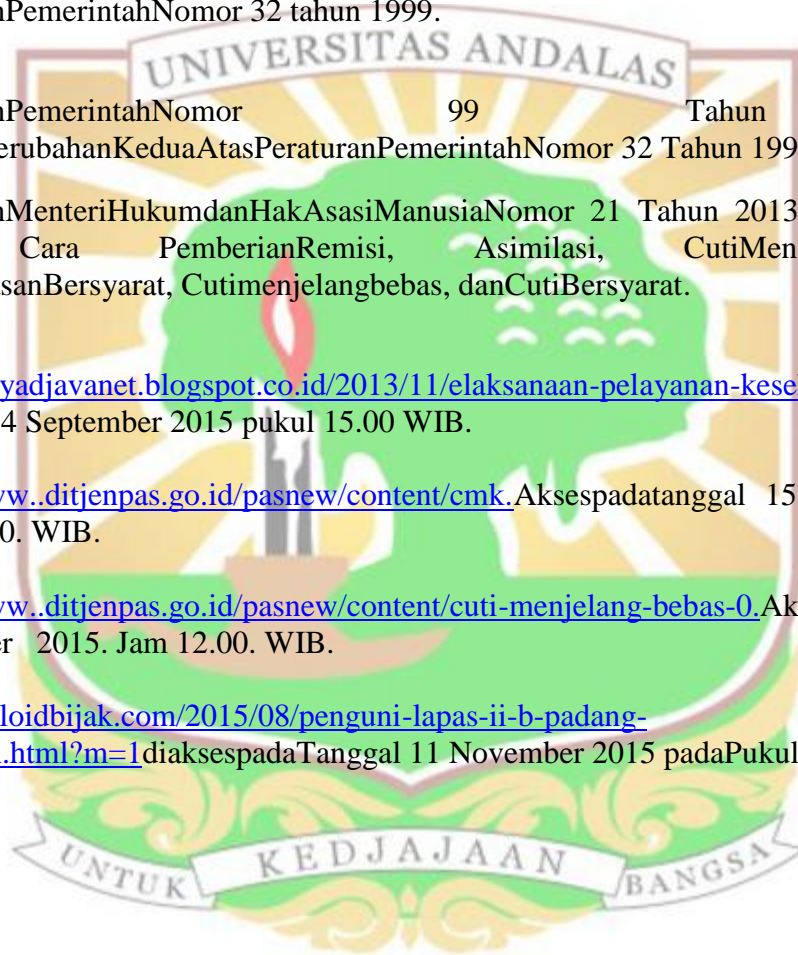 nPemerintahNomor 32 tahun 1999.
UNIVERSITAS ANDALAS
nPemerintahNomor 99 Tahun
erubahanKeduaAtasPeraturanPemerintahNomor 32 Tahun 199
nMenteriHukumdanHakAsasiManusiaNomor 21 Tahun 2013
Cara PemberianRemisi, Asimilasi, CutiMen
asanBersyarat, Cutimenjelangbebas, danCutiBersyarat.
yadjavanet.blogspot.co.id/2013/11/elaksanaan-pelayanan-kese
4 September 2015 pukul 15.00 WIB.
ww..ditjenpas.go.id/pasnew/content/cmk.Aksespadatanggal 15
0. WIB.
ww..ditjenpas.go.id/pasnew/content/cuti-menjelang-bebas-0.Ak
er 2015. Jam 12.00. WIB.
loidbijak.com/2015/08/penguni-lapas-ii-b-padang-
.html?m=1diaksespadaTanggal 11 November 2015 padaPukul
UNTUK KEDJAJAAN BANGSA